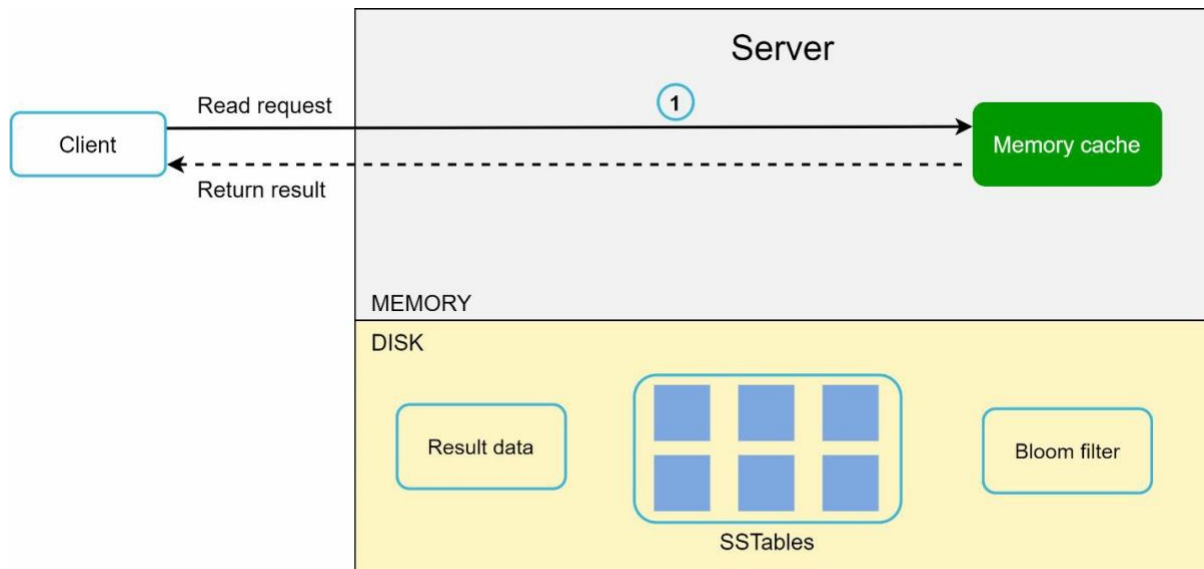 Server
Read request
1
Client
Memory cache
Return result
MEMORY
DISK
Result data
Bloom filter
SSTables